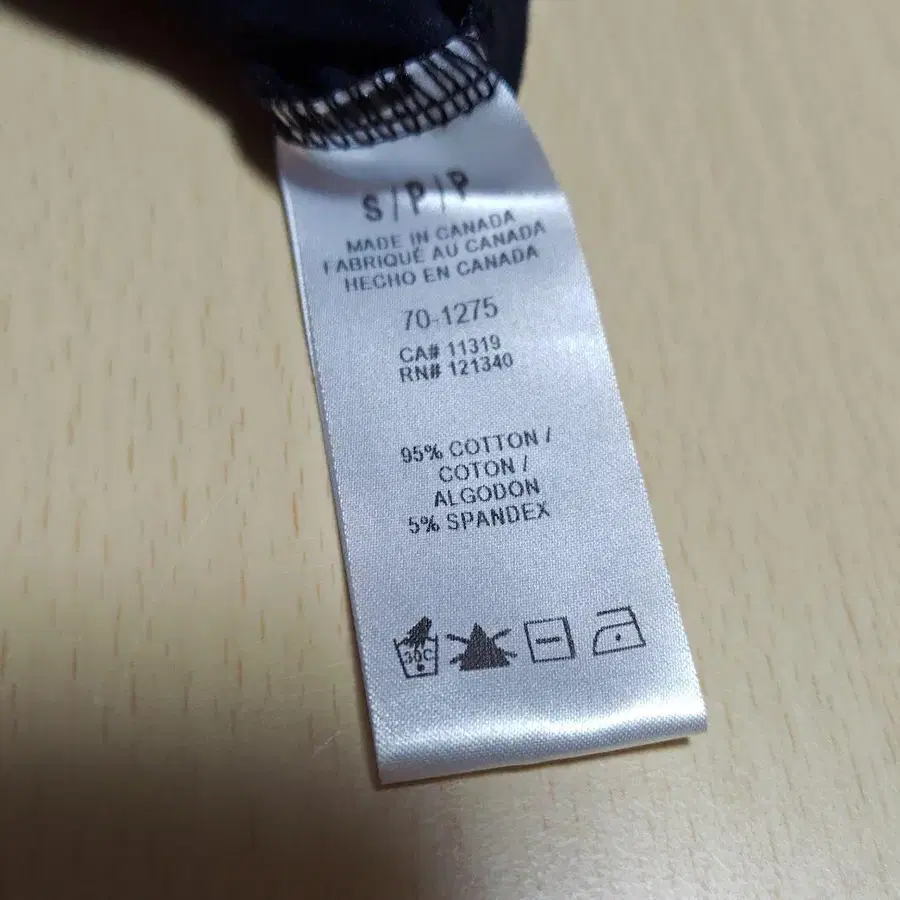 S/P/P
MADE IN CANADA
FABRIQUÉ AU CANADA
HECHO EN CANADA
70-1275
CA# 11319
RN# 121340
95% COTTON /
COTON /
ALGODON
5% SPANDEX
30C